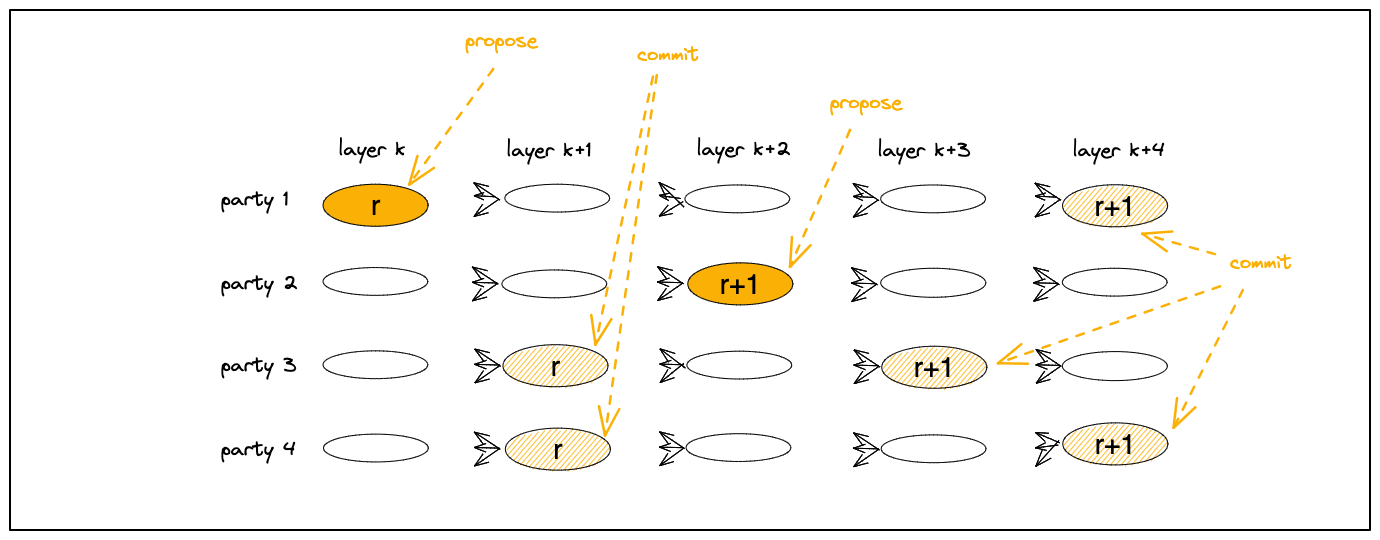 propose
commit
propose
layer k
layer k+1
layer k+2
layer k+3
layer k+4
party 1
r
r+1
commit
party 2
r+1
party 3
r
r+1
party 4
r
r+1